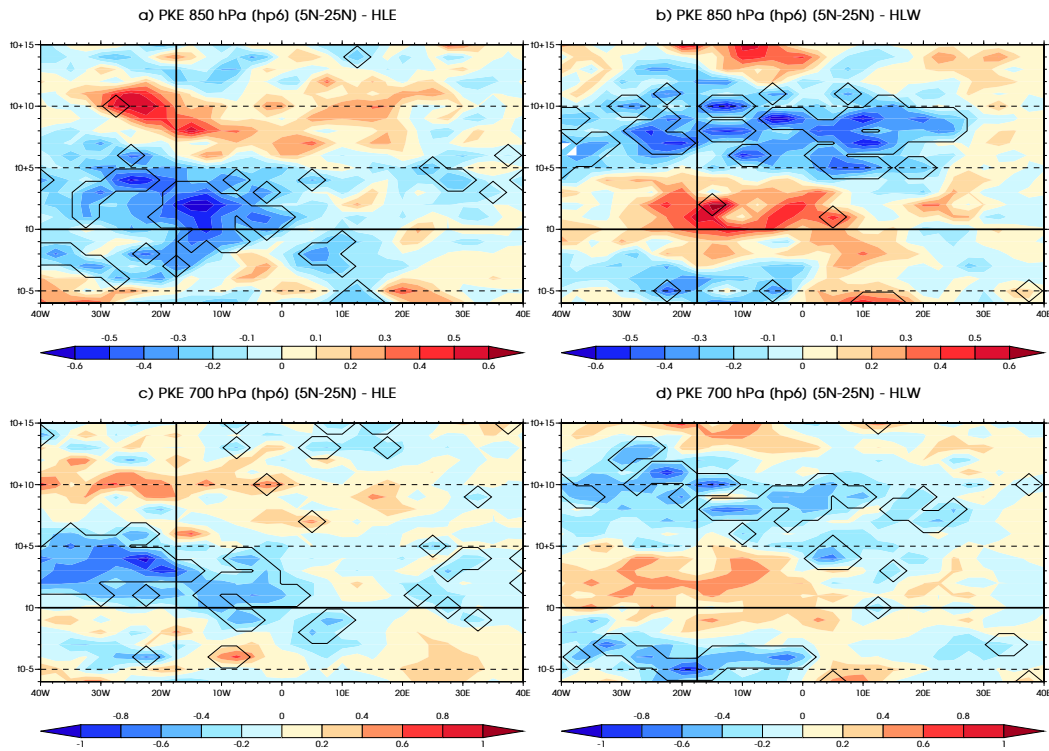 a) PKE 850 hPa [hp6] [5N-25N] - HLE
b) PKE 850 hPa [hp6] [5N-25N] - HLW
t0+15 t0+15
t0+10 t0+10
t0+5 t0+5
t0 t0
t0-5 t0-5
40W 30W 20W 10W 0 10E 20E 30E 40E 40W 30W 20W 10W 0 10E 20E 30E 40E
-0.5 -0.3 -0.1 0.1 0.3 0.5 -0.5 -0.3 -0.1 0.1 0.3 0.5
-0.6 -0.4 -0.2 0 0.2 0.4 0.6 -0.6 -0.4 -0.2 0 0.2 0.4 0.6
c) PKE 700 hPa [hp6] [5N-25N] - HLE
d) PKE 700 hPa [hp6] [5N-25N] - HLW
t0+15 t0+15
t0+10 t0+10
t0+5 t0+5
t0 t0
t0-5 t0-5
40W 30W 20W 10W 0 10E 20E 30E 40E 40W 30W 20W 10W 0 10E 20E 30E 40E
-0.8 -0.4 0 0.4 0.8 -0.8 -0.4 0 0.4 0.8
-1 -0.6 -0.2 0.2 0.6 1 -1 -0.6 -0.2 0.2 0.6 1